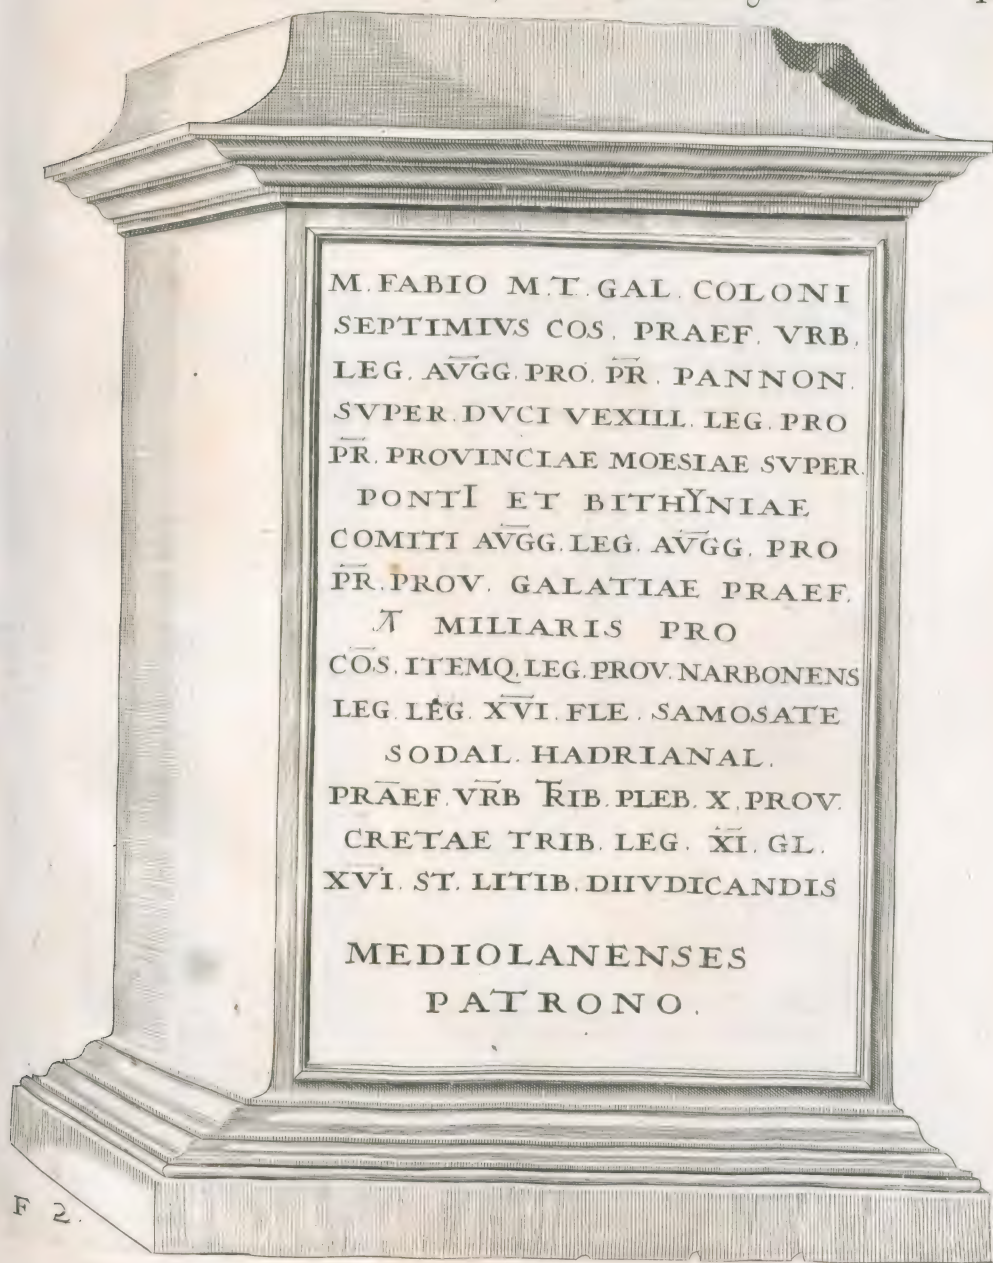 M. FABIO M. T. GAL. COLONI
SEPTIMIVS COS. PRAEF. VRB.
LEG. AVGG. PRO. PR. PANNON.
SVPER. DVCI VEXILL. LEG. PRO
PR. PROVINCIAE MOESIAE SVPER.
PONTI ET BITHYNIAE
COMITI AVGG. LEG. AVGG. PRO
PR. PROV. GALATIAE PRAEF.
MILIARIS PRO
COS. ITEMQ. LEG. PROV. NARBONENS
LEG. LEG. XVI. FLE. SAMOSATE
SODAL. HADRIANAL.
PRAEF. VRB TRIB. PLEB. X. PROV.
CRETAE TRIB. LEG. XI. GL.
XVI. ST. LITIB. DIIVDICANDIS
MEDIOLANENSES
PATRONO.
F 2.